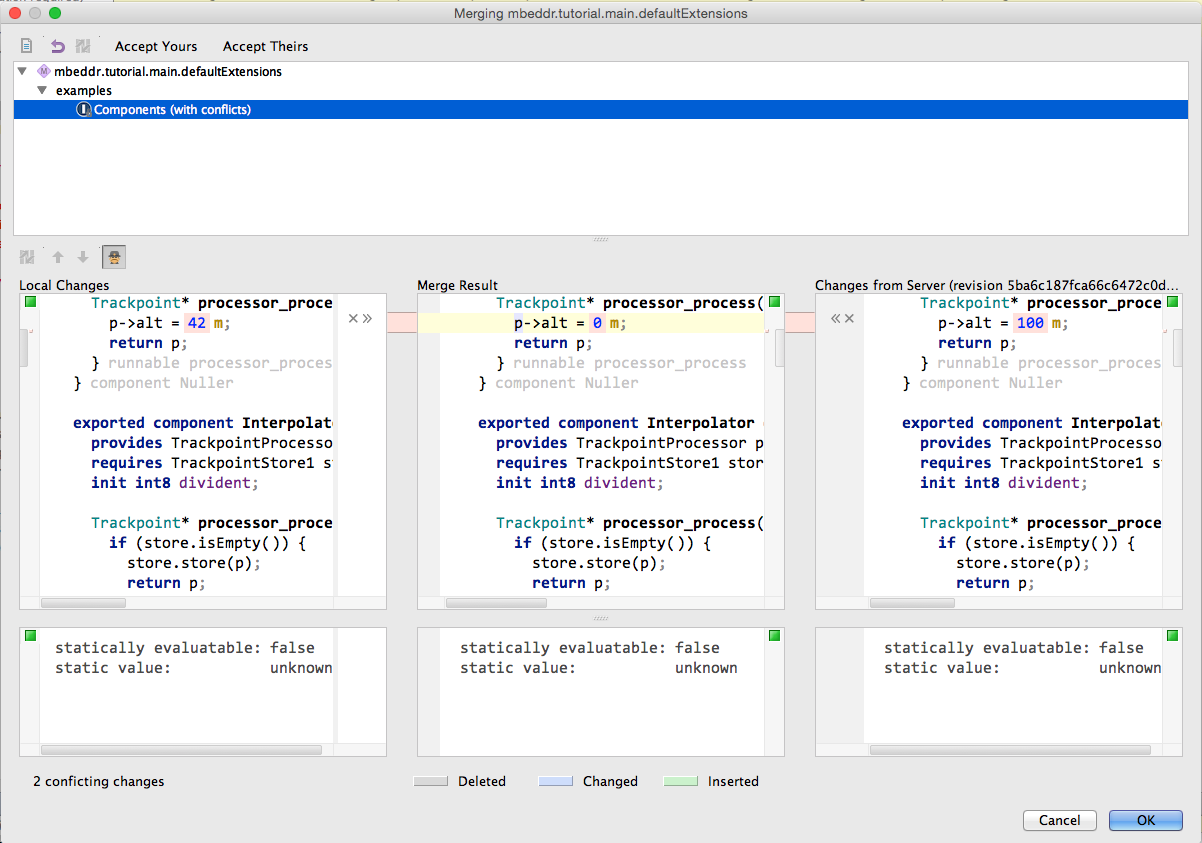 Merging mbeddr.tutorial.main.defaultExtensions
Accept Yours Accept Theirs
mbeddr.tutorial.main.defaultExtensions
examples
Components (with conflicts)
Local Changes
Trackpoint* processor_proce
p->alt = 42 m;
return p;
} runnable processor_proces
} component Nuller
exported component Interpolat
provides TrackpointProcesso
requires TrackpointStore1 s
init int8 divident;
Trackpoint* processor_proce
if (store.isEmpty()) {
store.store(p);
return p;
statically evaluatable: false
static value: unknown
Merge Result
Trackpoint* processor_process(
p->alt = 0 m;
return p;
} runnable processor_process
} component Nuller
exported component Interpolator
provides TrackpointProcessor p
requires TrackpointStore1 stor
init int8 divident;
Trackpoint* processor_process(
if (store.isEmpty()) {
store.store(p);
return p;
statically evaluatable: false
static value: unknown
Changes from Server (revision 5ba6c187fca66c6472c0d...
Trackpoint* processor_proce
p->alt = 100 m;
return p;
} runnable processor_proces
} component Nuller
exported component Interpolat
provides TrackpointProcesso
requires TrackpointStore1 s
init int8 divident;
Trackpoint* processor_proce
if (store.isEmpty()) {
store.store(p);
return p;
statically evaluatable: false
static value: unknown
2 conficting changes
Deleted Changed Inserted
Cancel OK